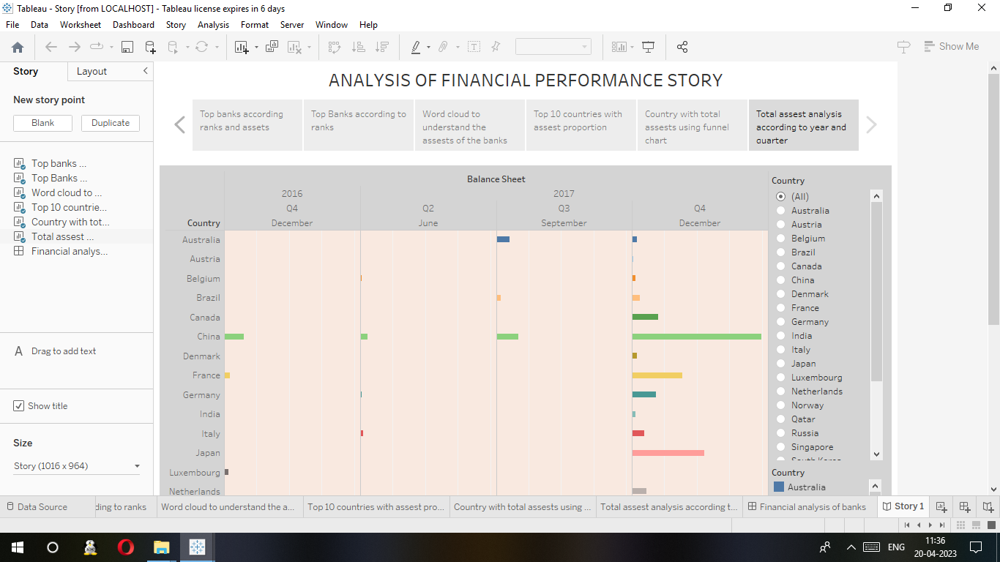 Tableau - Story [from LOCALHOST] - Tableau license expires in 6 days
File Data Worksheet Dashboard Story Analysis Format Server Window Help
Show Me
Story
Layout
New story point
Blank
Duplicate
Top banks ...
Top Banks ...
Word cloud to ...
Top 10 countrie...
Country with tot...
Total assest ...
Financial analys...
A Drag to add text
Show title
Size
Story (1016 x 964)
ANALYSIS OF FINANCIAL PERFORMANCE STORY
Top banks according
ranks and assets
Top Banks according to
ranks
Word cloud to
understand the
assests of the banks
Top 10 countries with
assest proportion
Country with total
assests using funnel
chart
Total assest analysis
according to year and
quarter
Balance Sheet
2016 2017
Q4 Q2 Q3 Q4
Country December June September December
Australia
Austria
Belgium
Brazil
Canada
China
Denmark
France
Germany
India
Italy
Japan
Luxembourg
Netherlands
Country
(All)
Australia
Austria
Belgium
Brazil
Canada
China
Denmark
France
Germany
India
Italy
Japan
Luxembourg
Netherlands
Norway
Qatar
Russia
Singapore
South Korea
Country
Australia
Data Source
ding to ranks
Word cloud to understand the a...
Top 10 countries with assest pro...
Country with total assests using ...
Total assest analysis according t...
Financial analysis of banks
Story 1
ENG
11:36
20-04-2023